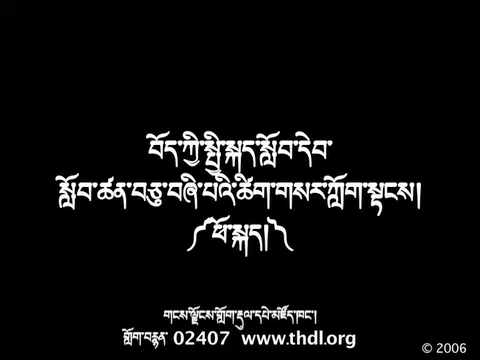 བོད་ཀྱི་སྤྱི་སྐད་སློབ་དེབ་
སློབ་ཚན་བཅུ་བཞི་པའི་ཚིག་གསར་ཀློག་སྟངས།
༼ཕོ་སྐད།༽
གངས་ལྗོངས་གློག་རྡུལ་དཔེ་མཛོད་ཁང་།
གློག་བརྙན་ 02407 www.thdl.org
© 2006